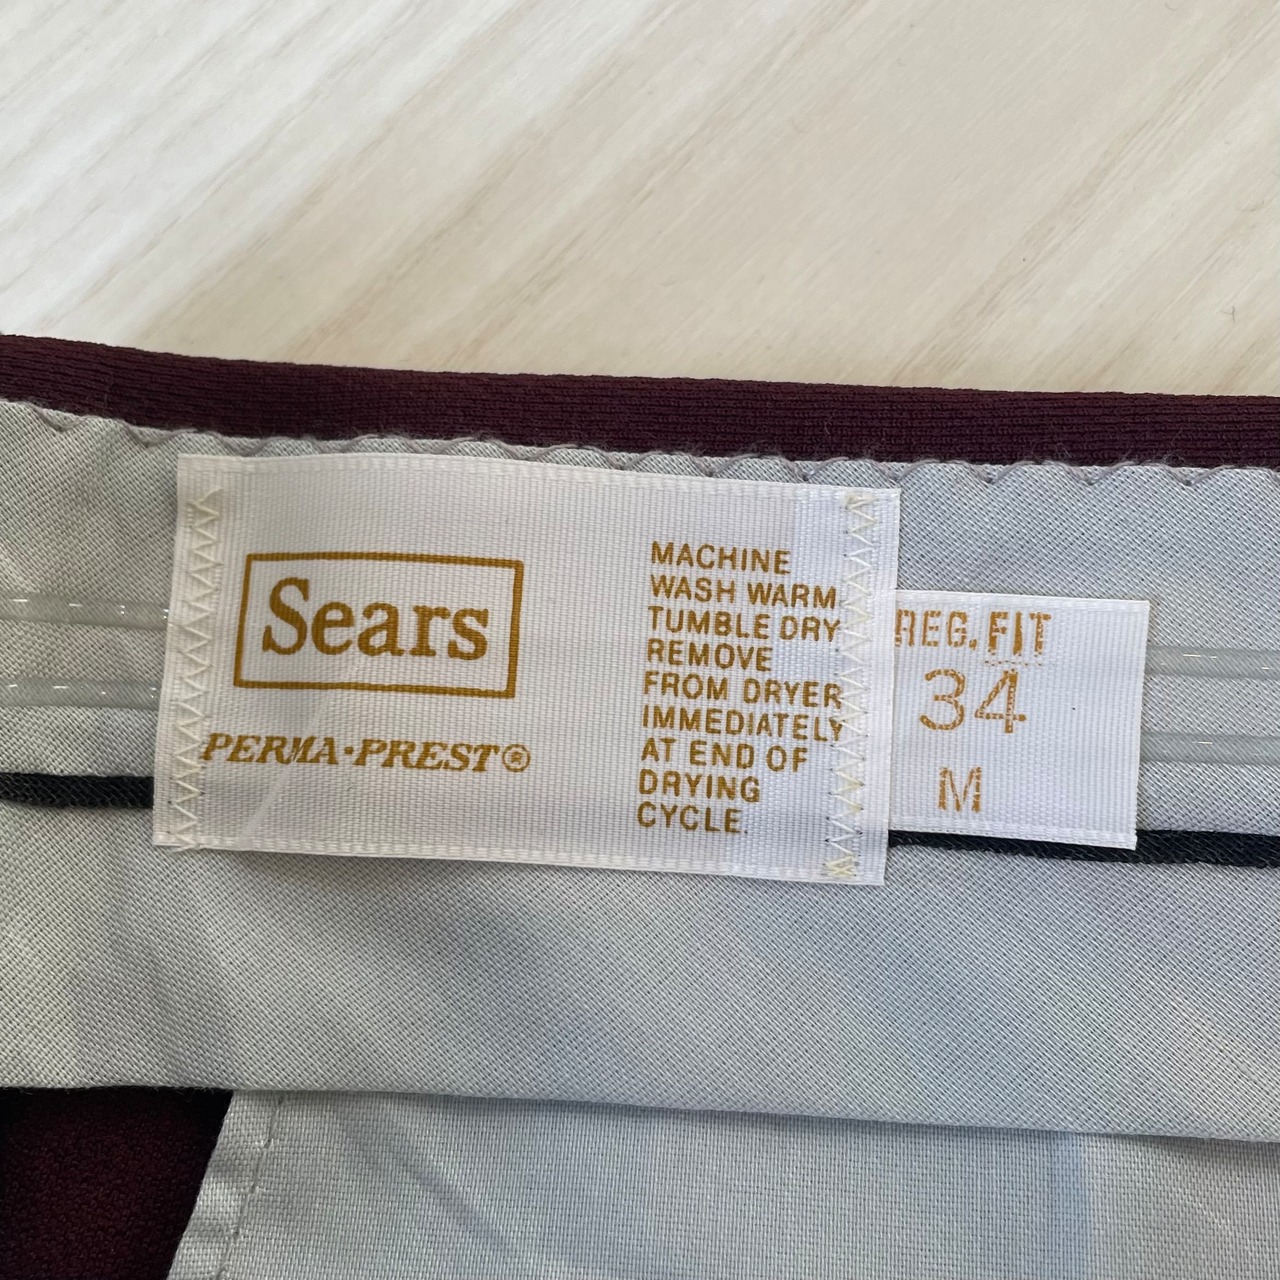 Sears
PERMA•PREST®
MACHINE
WASH WARM
TUMBLE DRY
REMOVE
FROM DRYER
IMMEDIATELY
AT END OF
DRYING
CYCLE.
REG. FIT
34
M